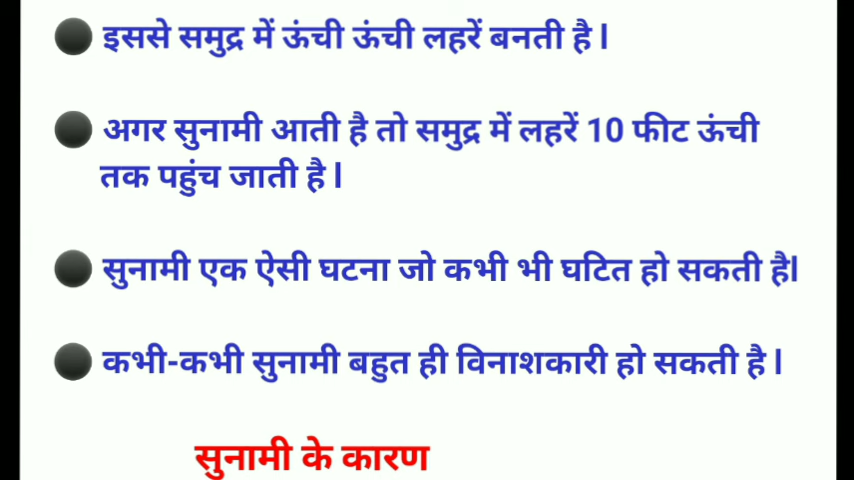 इससे समुद्र में ऊंची ऊंची लहरें बनती है l
अगर सुनामी आती है तो समुद्र में लहरें 10 फीट ऊंची
तक पहुंच जाती है l
सुनामी एक ऐसी घटना जो कभी भी घटित हो सकती हैl
कभी-कभी सुनामी बहुत ही विनाशकारी हो सकती है l
सुनामी के कारण